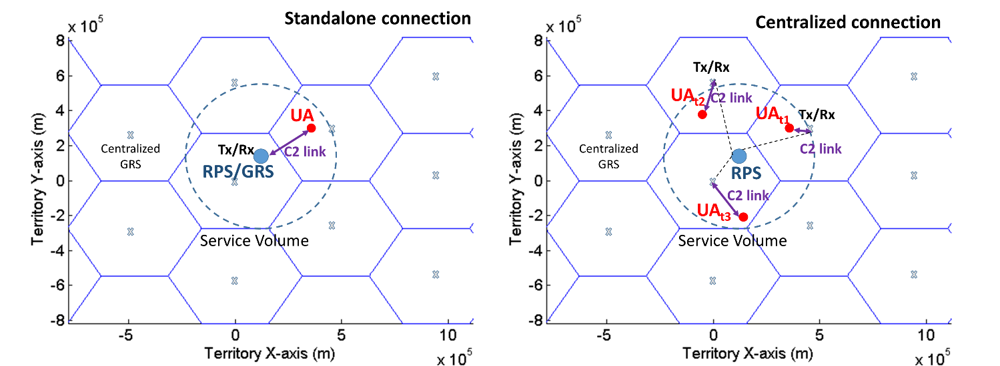 Standalone connection
x 10^5
8
6
4
2
0
-2
-4
-6
-8
Territory Y-axis (m)
-5
0
5
10
Territory X-axis (m)
x 10^5
Centralized
GRS
UA
Tx/Rx
C2 link
RPS/GRS
Service Volume
Centralized connection
x 10^5
8
6
4
2
0
-2
-4
-6
-8
Territory Y-axis (m)
-5
0
5
10
Territory X-axis (m)
x 10^5
Tx/Rx
UAt2
C2 link
UAt1
Tx/Rx
C2 link
Centralized
GRS
RPS
C2 link
UAt3
Service Volume